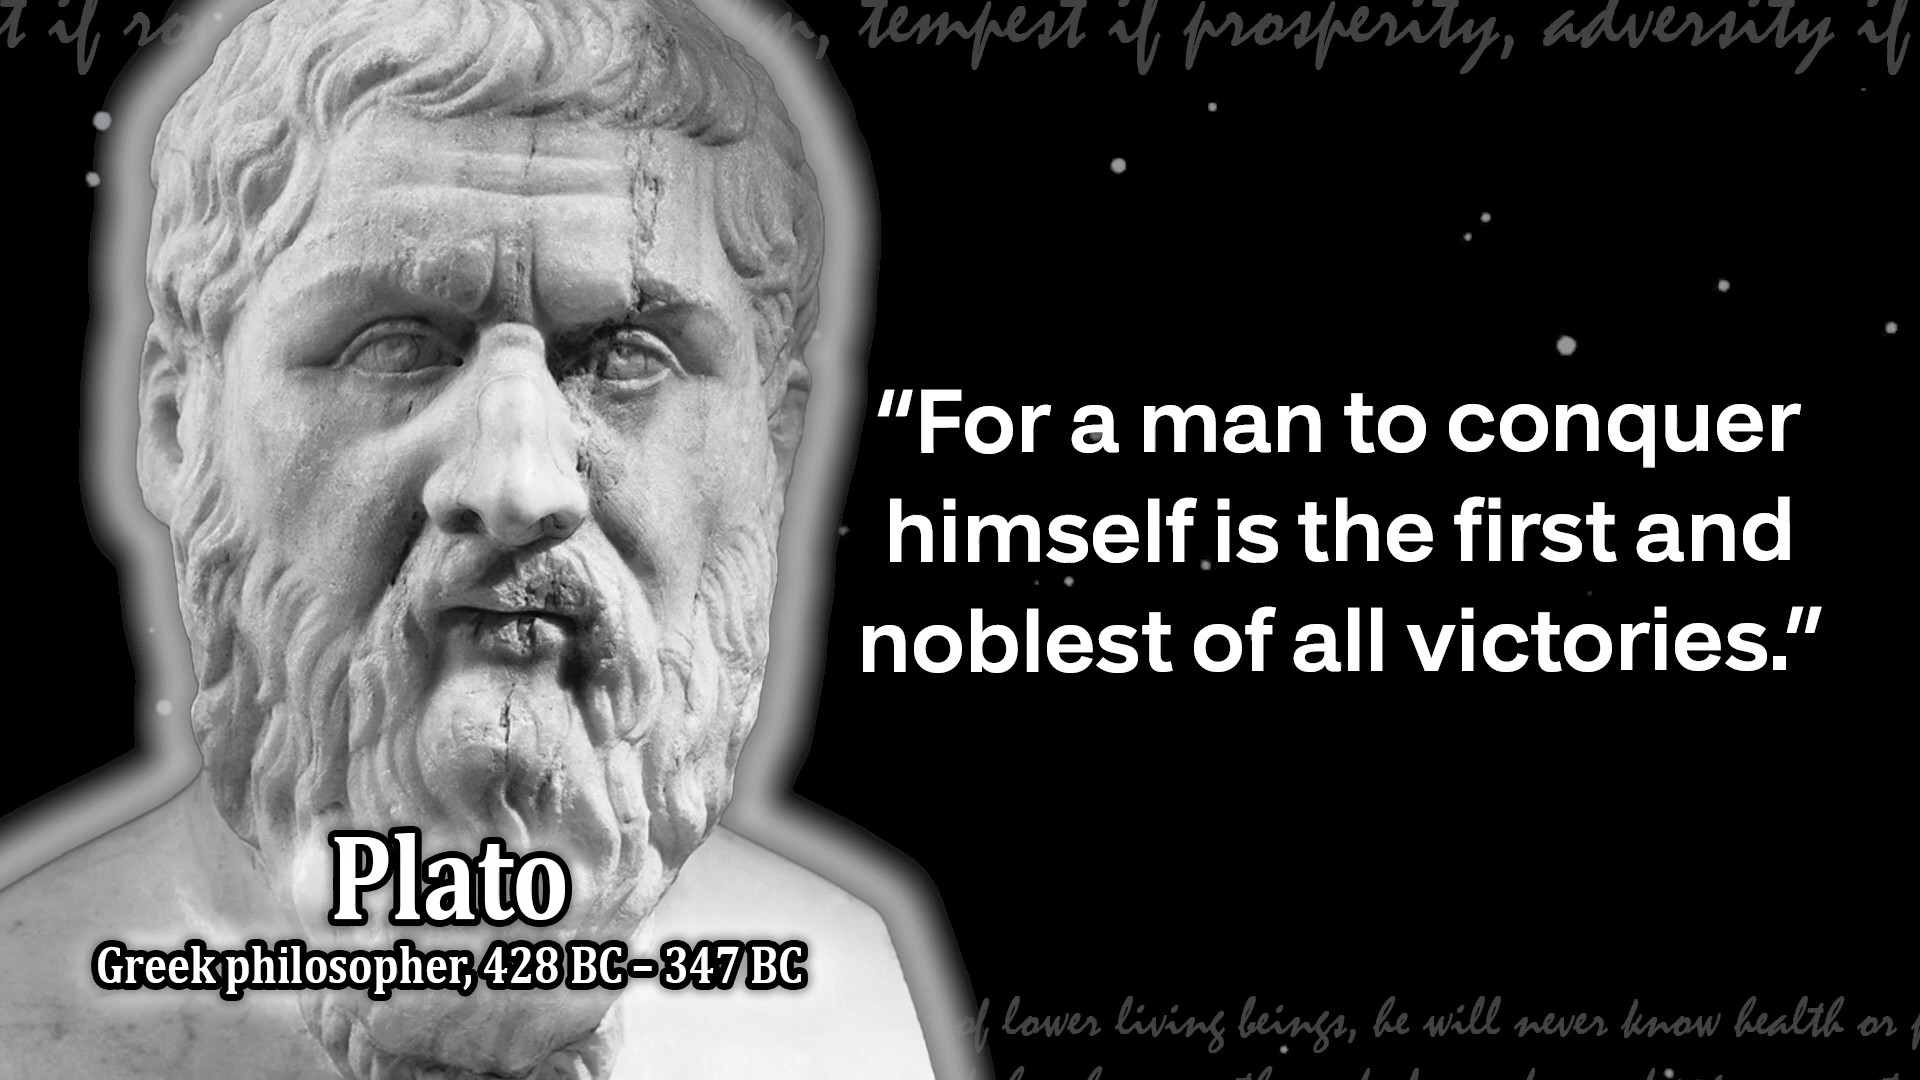 tempest if prosperity, adversity if
“For a man to conquer
himself is the first and
noblest of all victories.”
Plato
Greek philosopher, 428 BC – 347 BC
of lower living beings, he will never know health or